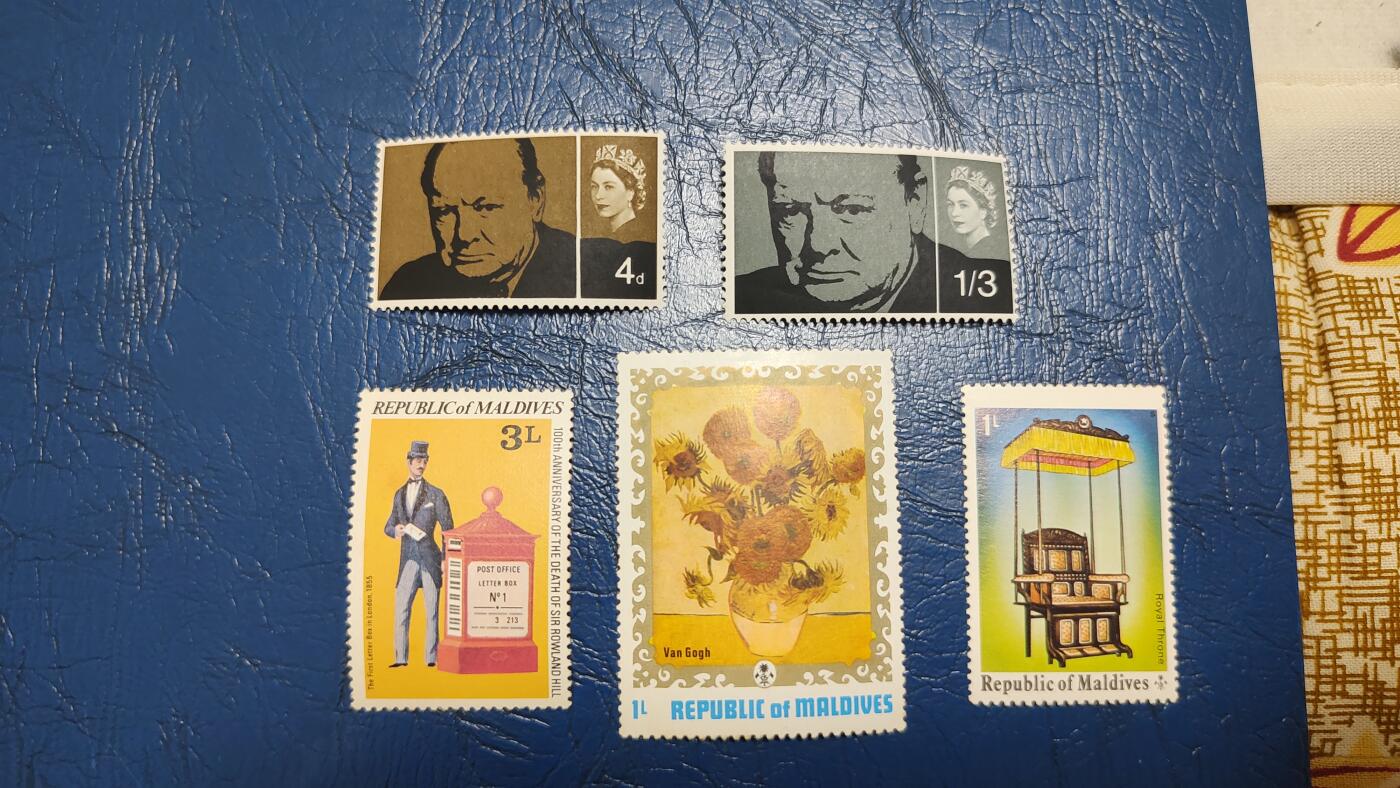 4d
1/3
REPUBLIC of MALDIVES
3L
100th ANNIVERSARY OF THE DEATH OF SIR ROWLAND HILL
The First Letter Box in London, 1855
POST OFFICE
LETTER BOX
Nº 1
3 213
Van Gogh
1L REPUBLIC of MALDIVES
1L
Royal Throne
Republic of Maldives